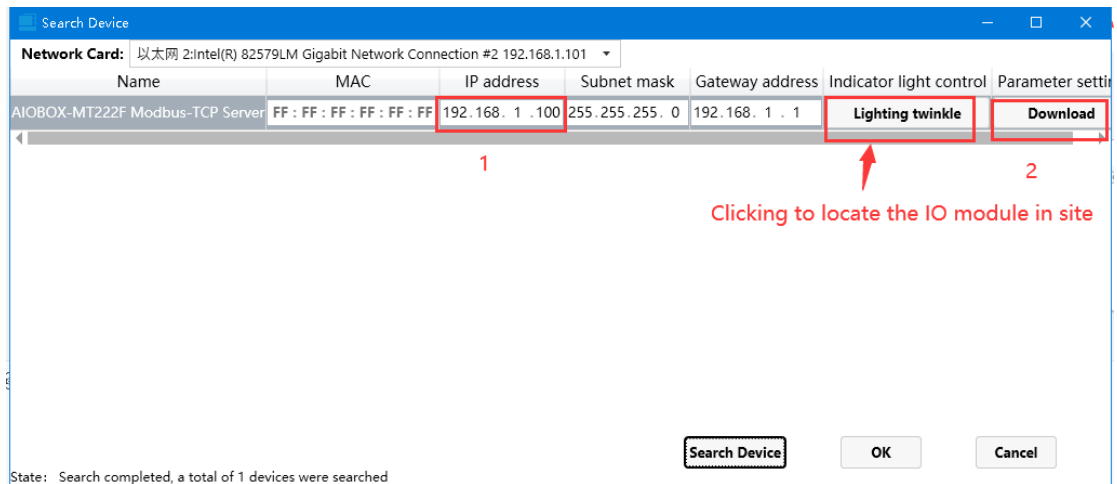 Search Device
Network Card: 以太网 2:Intel(R) 82579LM Gigabit Network Connection #2 192.168.1.101
Name MAC IP address Subnet mask Gateway address Indicator light control Parameter settin
AIOBOX-MT222F Modbus-TCP Server FF : FF : FF : FF : FF : FF 192.168. 1 .100 255.255.255. 0 192.168. 1 . 1 Lighting twinkle Download
1
2
Clicking to locate the IO module in site
Search Device OK Cancel
State: Search completed, a total of 1 devices were searched